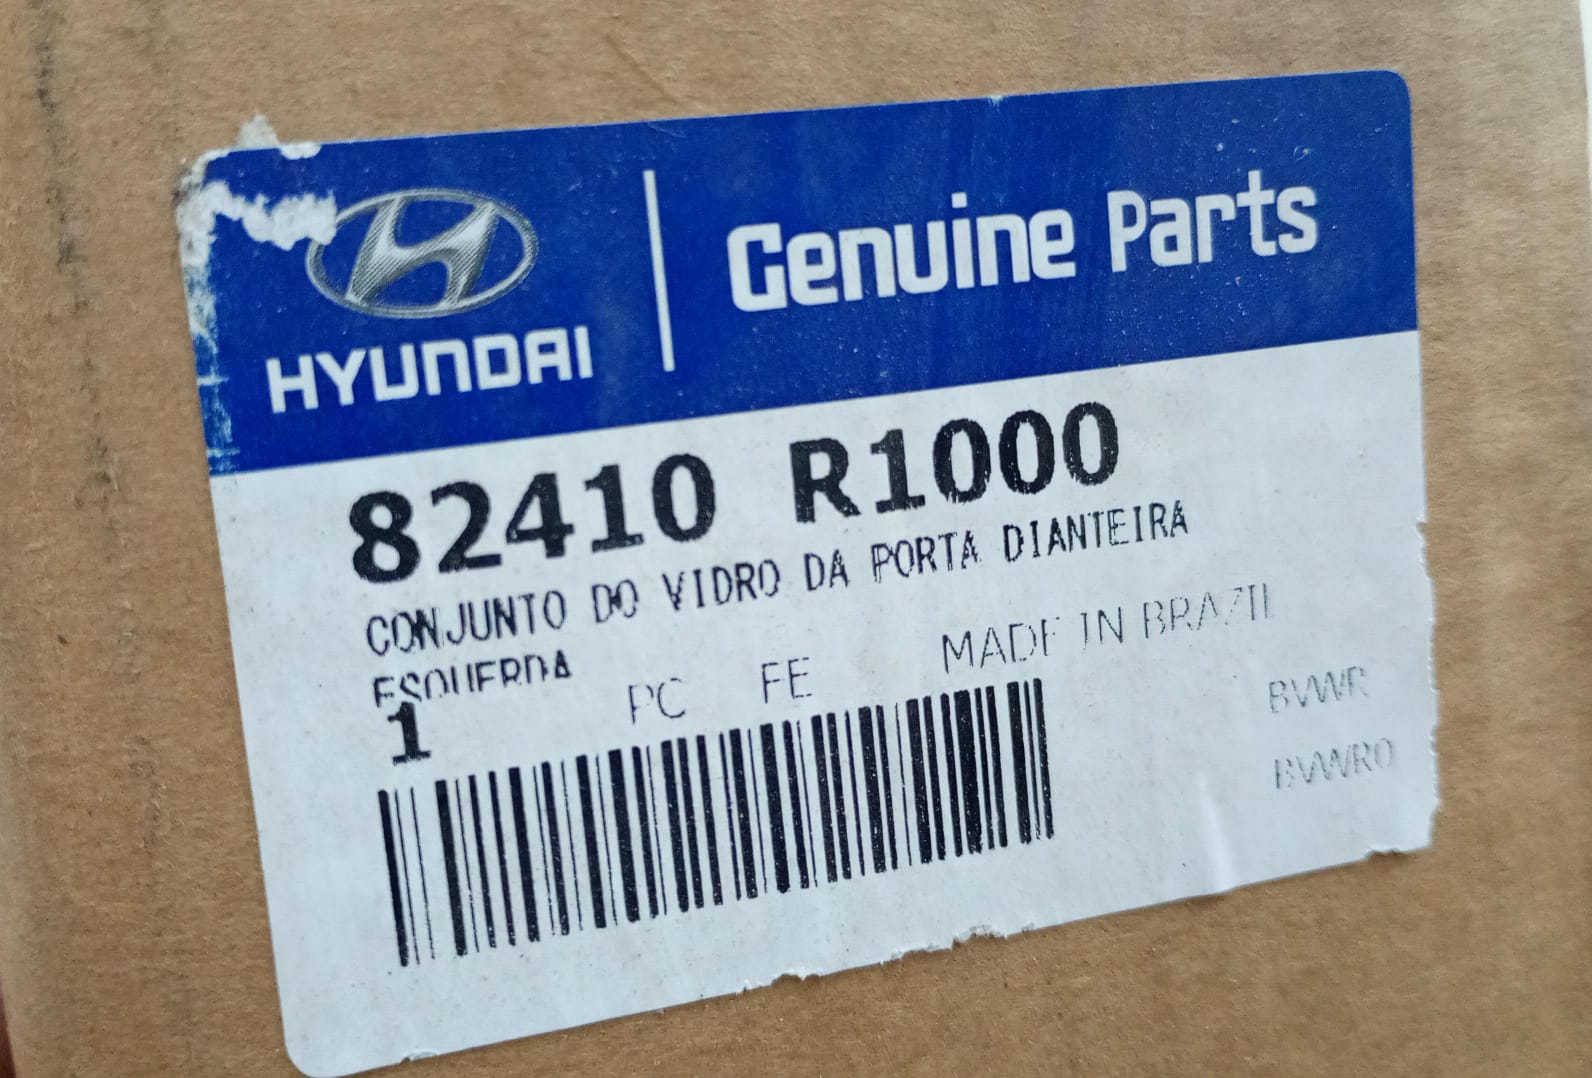 HYUNDAI
Genuine Parts
82410 R1000
CONJUNTO DO VIDRO DA PORTA DIANTEIRA
ESQUERDA
1 PC FE MADE IN BRAZIL
BVWR
BVWRO